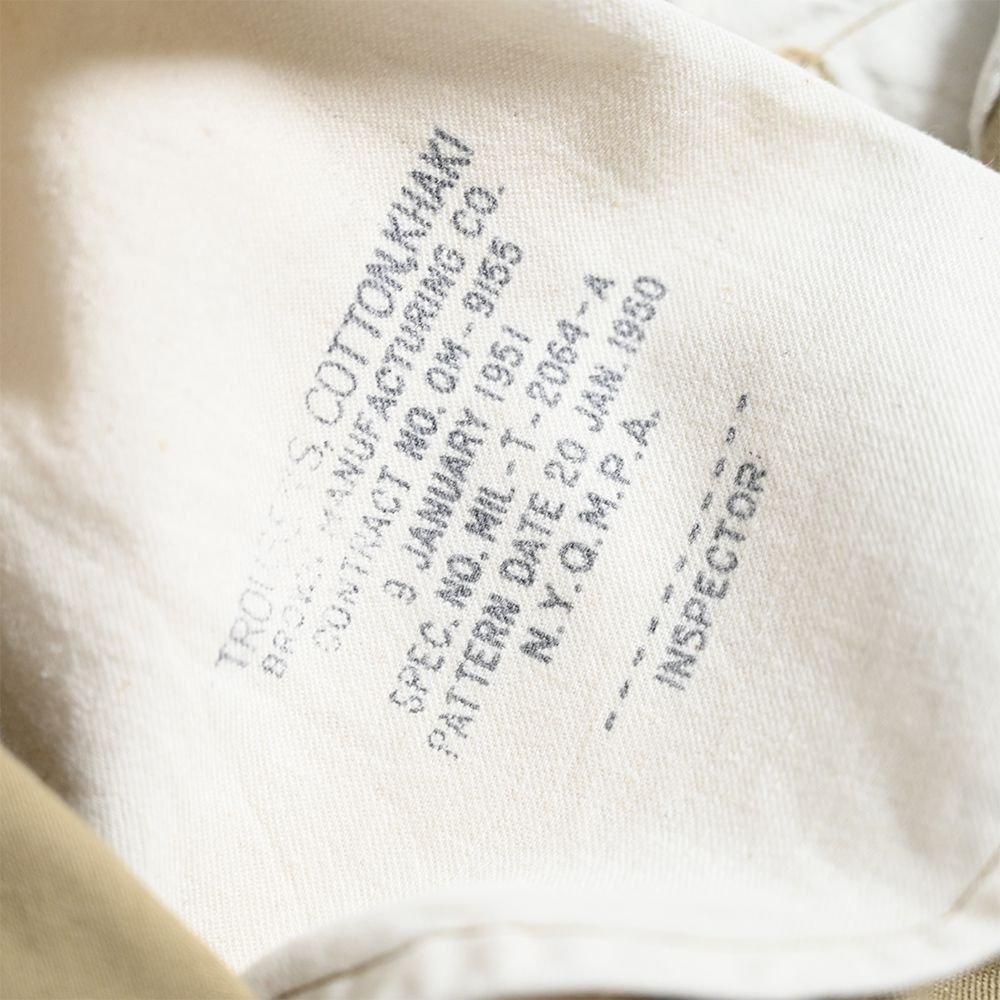 TROUSERS, COTTON, KHAKI
MANUFACTURING CO.
CONTRACT NO. QM-9155
9 JANUARY 1951
SPEC. NO. MIL-T-2064-A
PATTERN DATE 20 JAN. 1950
N.Y.Q.M.P.A.
INSPECTOR